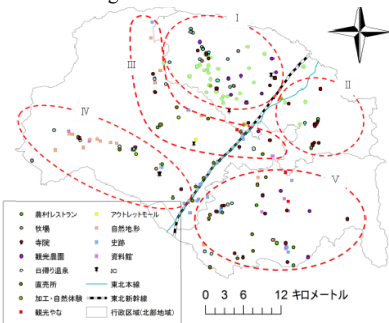 I
II
III
IV
V
農村レストラン
牧場
寺院
観光農園
日帰り温泉
直売所
加工・自然体験
観光やな
アウトレットモール
自然地形
史跡
資料館
IC
東北本線
東北新幹線
行政区域(北部地域)
0 3 6 12 キロメートル